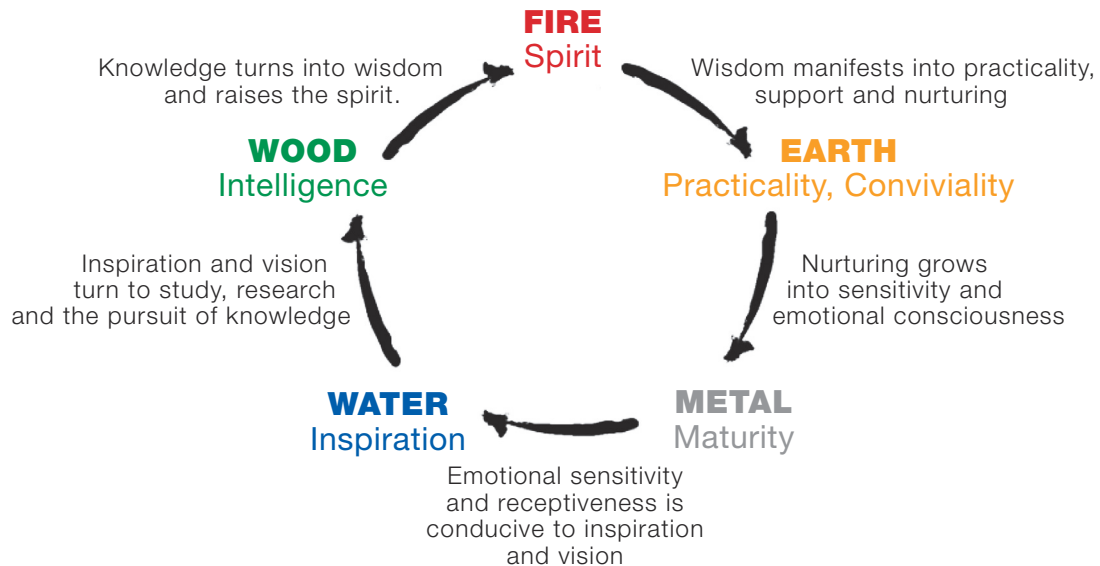 FIRE
Spirit
Knowledge turns into wisdom
and raises the spirit.
Wisdom manifests into practicality,
support and nurturing
WOOD
Intelligence
EARTH
Practicality, Conviviality
Inspiration and vision
turn to study, research
and the pursuit of knowledge
Nurturing grows
into sensitivity and
emotional consciousness
WATER
Inspiration
METAL
Maturity
Emotional sensitivity
and receptiveness is
conducive to inspiration
and vision